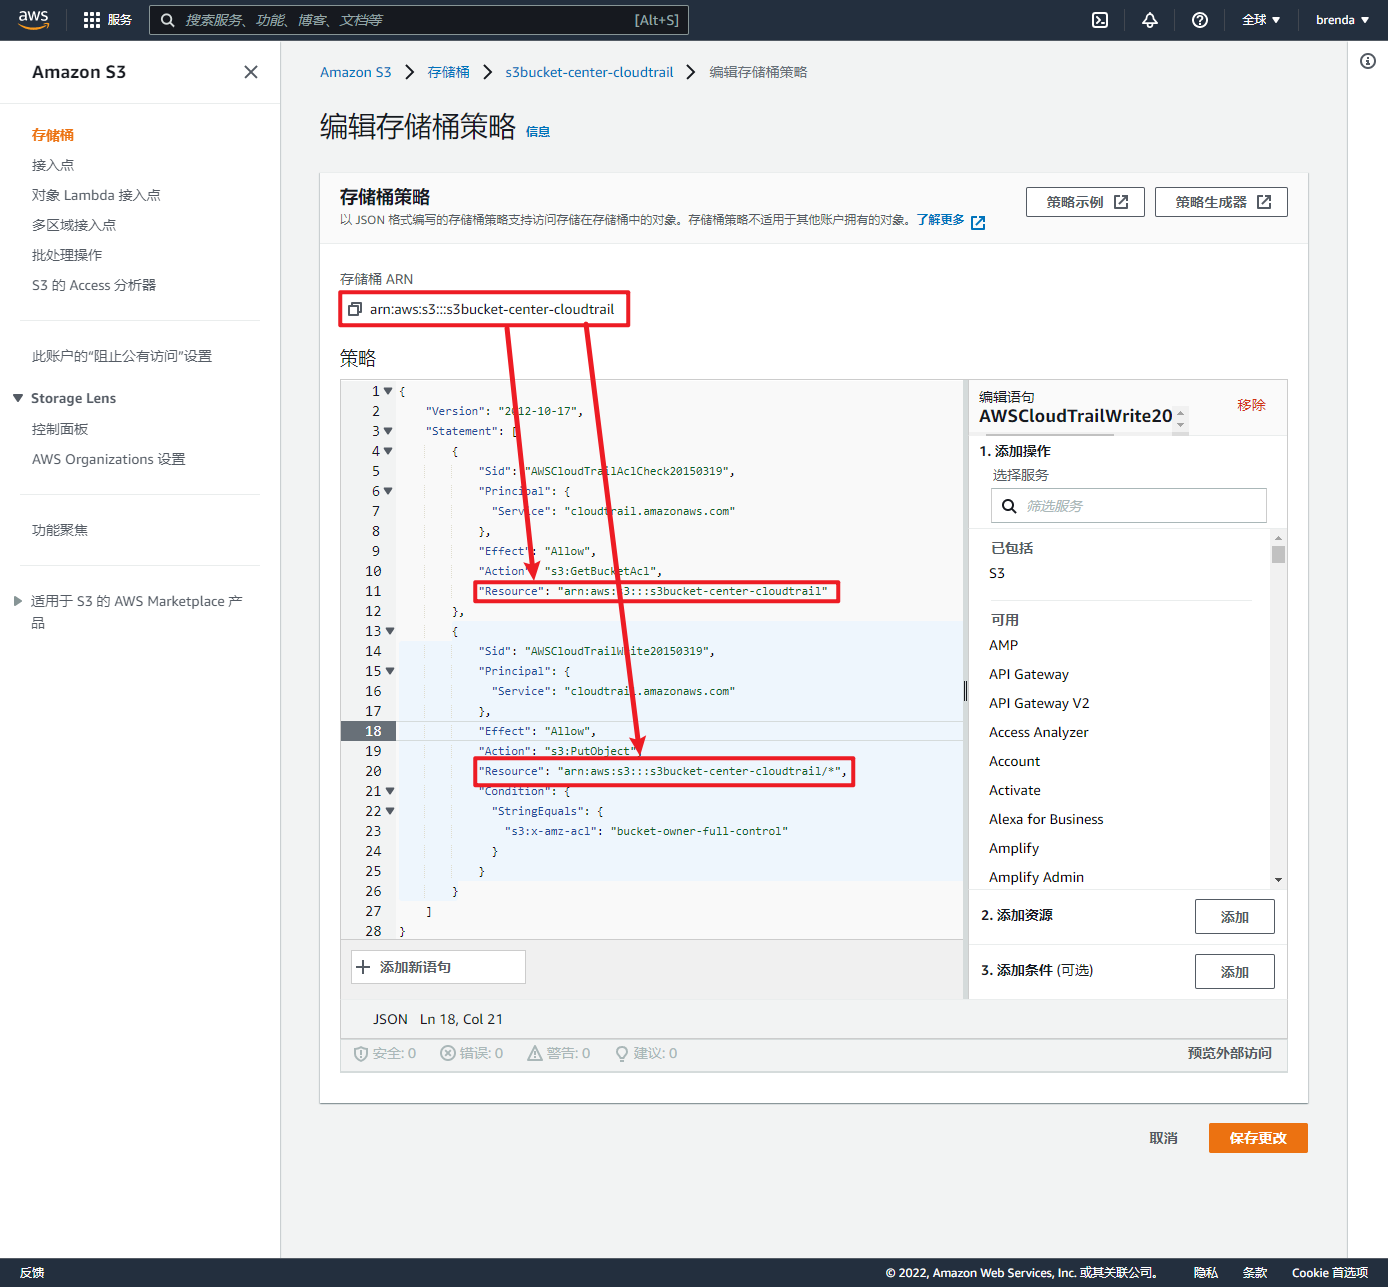 aws
服务
搜索服务、功能、博客、文档等
[Alt+S]
全球
brenda
Amazon S3
存储桶
接入点
对象 Lambda 接入点
多区域接入点
批处理操作
S3 的 Access 分析器
此账户的“阻止公有访问”设置
Storage Lens
控制面板
AWS Organizations 设置
功能聚焦
适用于 S3 的 AWS Marketplace 产
品
Amazon S3
存储桶
s3bucket-center-cloudtrail
编辑存储桶策略
编辑存储桶策略 信息
存储桶策略
以 JSON 格式编写的存储桶策略支持访问存储在存储桶中的对象。存储桶策略不适用于其他账户拥有的对象。了解更多
策略示例
策略生成器
存储桶 ARN
arn:aws:s3:::s3bucket-center-cloudtrail
策略
1 {
2 "Version": "2012-10-17",
3 "Statement": [
4 {
5 "Sid": "AWSCloudTrailAclCheck20150319",
6 "Principal": {
7 "Service": "cloudtrail.amazonaws.com"
8 },
9 "Effect": "Allow",
10 "Action": "s3:GetBucketAcl",
11 "Resource": "arn:aws:s3:::s3bucket-center-cloudtrail"
12 },
13 {
14 "Sid": "AWSCloudTrailWrite20150319",
15 "Principal": {
16 "Service": "cloudtrail.amazonaws.com"
17 },
18 "Effect": "Allow",
19 "Action": "s3:PutObject",
20 "Resource": "arn:aws:s3:::s3bucket-center-cloudtrail/*",
21 "Condition": {
22 "StringEquals": {
23 "s3:x-amz-acl": "bucket-owner-full-control"
24 }
25 }
26 }
27 ]
28 }
添加新语句
JSON Ln 18, Col 21
安全: 0
错误: 0
警告: 0
建议: 0
预览外部访问
编辑语句
AWSCloudTrailWrite20
移除
1. 添加操作
选择服务
筛选服务
已包括
S3
可用
AMP
API Gateway
API Gateway V2
Access Analyzer
Account
Activate
Alexa for Business
Amplify
Amplify Admin
2. 添加资源
添加
3. 添加条件 (可选)
添加
取消
保存更改
反馈
© 2022, Amazon Web Services, Inc. 或其关联公司。
隐私
条款
Cookie 首选项